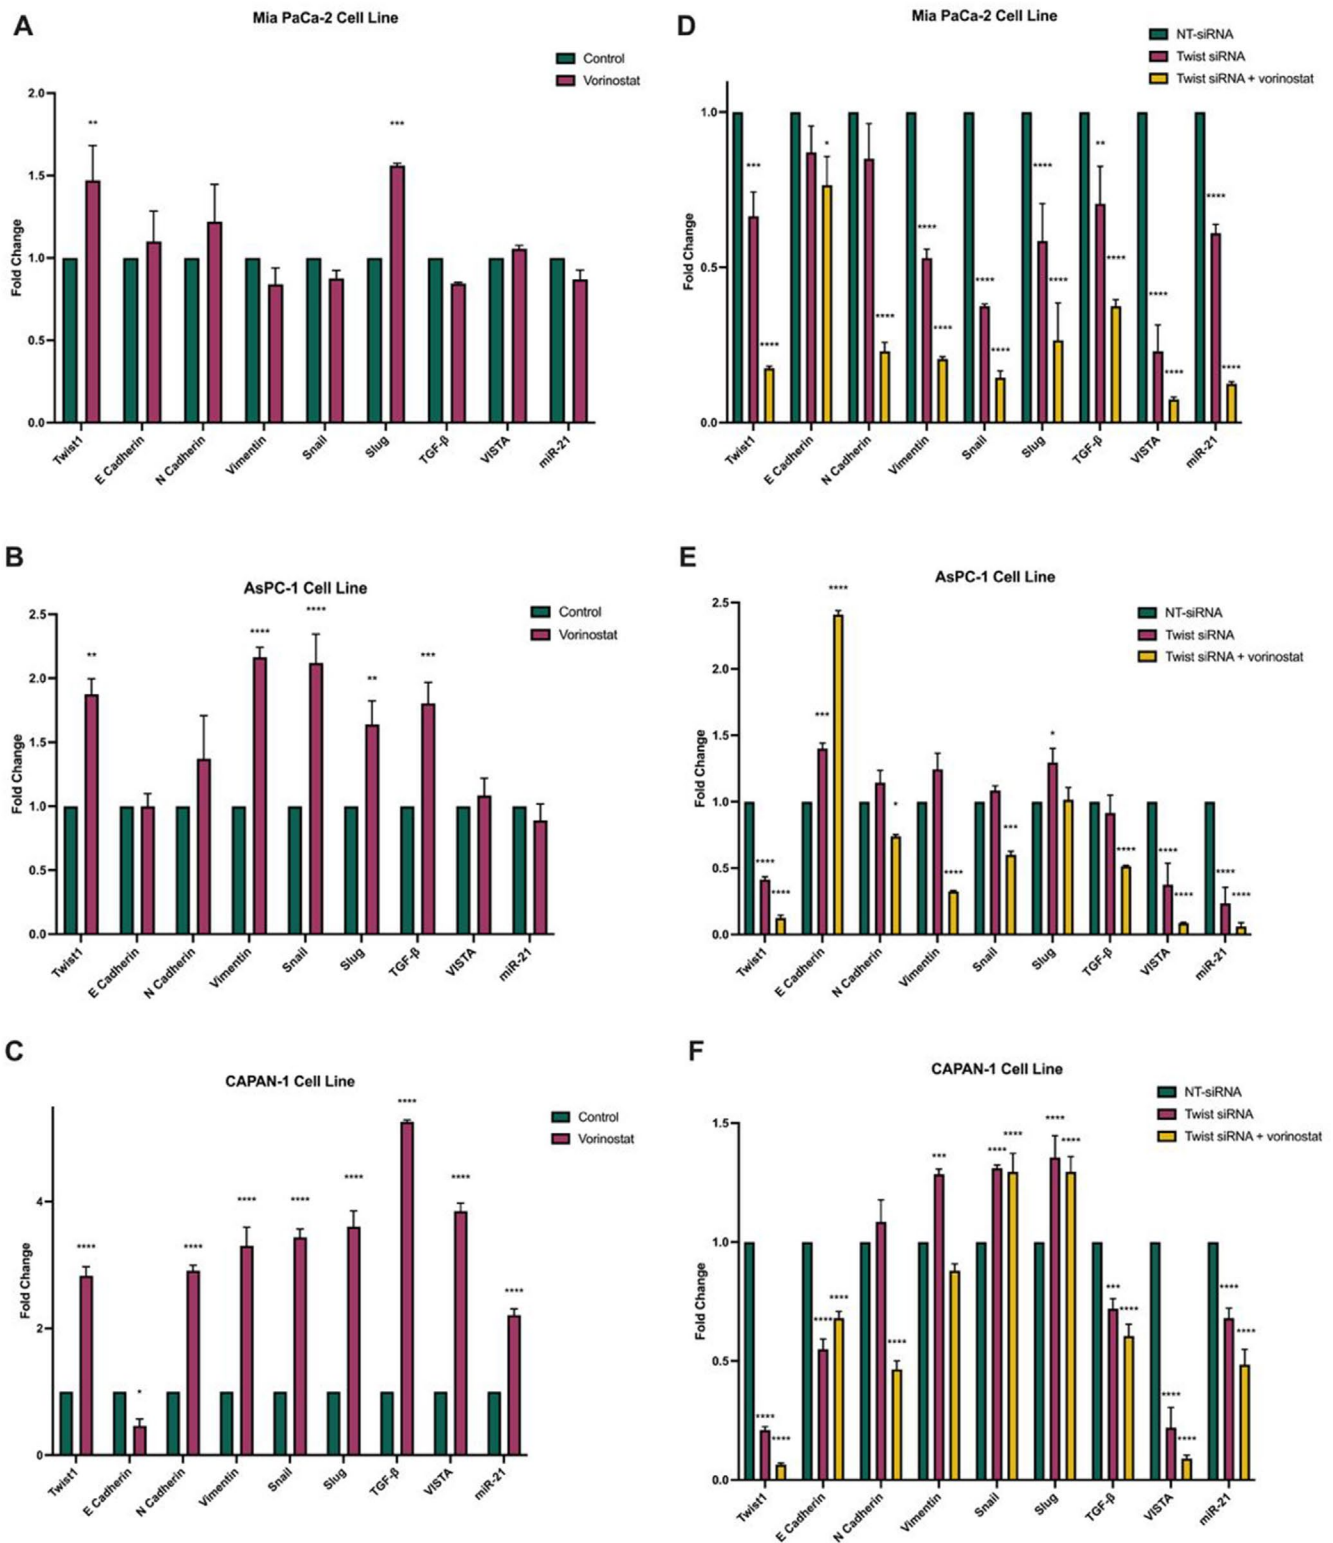 A
Mia PaCa-2 Cell Line
Control
Vorinostat
2.0
1.5
1.0
0.5
0.0
Fold Change
**
***
Twist1
E Cadherin
N Cadherin
Vimentin
Snail
Slug
TGF-β
VISTA
miR-21
D
Mia PaCa-2 Cell Line
NT-siRNA
Twist siRNA
Twist siRNA + vorinostat
1.0
0.5
0.0
Fold Change
***
****
*
****
****
****
****
****
****
****
**
****
****
****
****
****
Twist1
E Cadherin
N Cadherin
Vimentin
Snail
Slug
TGF-β
VISTA
miR-21
B
AsPC-1 Cell Line
Control
Vorinostat
2.5
2.0
1.5
1.0
0.5
0.0
Fold Change
**
****
****
**
***
Twist1
E Cadherin
N Cadherin
Vimentin
Snail
Slug
TGF-β
VISTA
miR-21
E
AsPC-1 Cell Line
NT-siRNA
Twist siRNA
Twist siRNA + vorinostat
2.5
2.0
1.5
1.0
0.5
0.0
Fold Change
****
****
***
****
*
****
***
*
****
****
****
****
****
Twist1
E Cadherin
N Cadherin
Vimentin
Snail
Slug
TGF-β
VISTA
miR-21
C
CAPAN-1 Cell Line
Control
Vorinostat
4
2
0
Fold Change
****
*
****
****
****
****
****
****
****
Twist1
E Cadherin
N Cadherin
Vimentin
Snail
Slug
TGF-β
VISTA
miR-21
F
CAPAN-1 Cell Line
NT-siRNA
Twist siRNA
Twist siRNA + vorinostat
1.5
1.0
0.5
0.0
Fold Change
****
****
****
****
****
***
****
****
****
****
***
****
****
****
****
****
Twist1
E Cadherin
N Cadherin
Vimentin
Snail
Slug
TGF-β
VISTA
miR-21